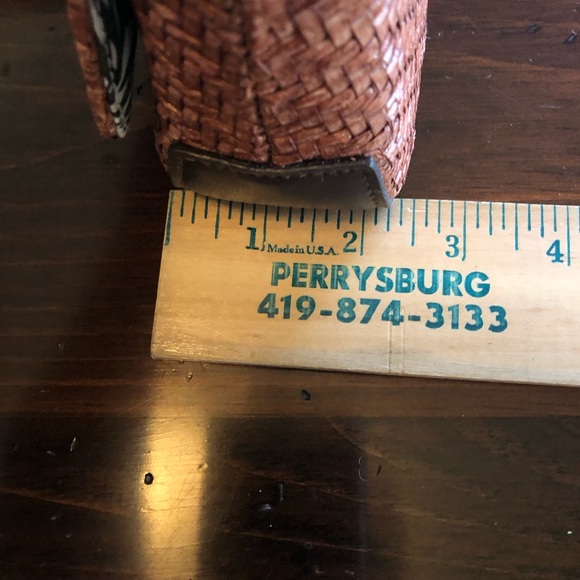 1 2 3 4
Made in U.S.A.
PERRYSBURG
419-874-3133